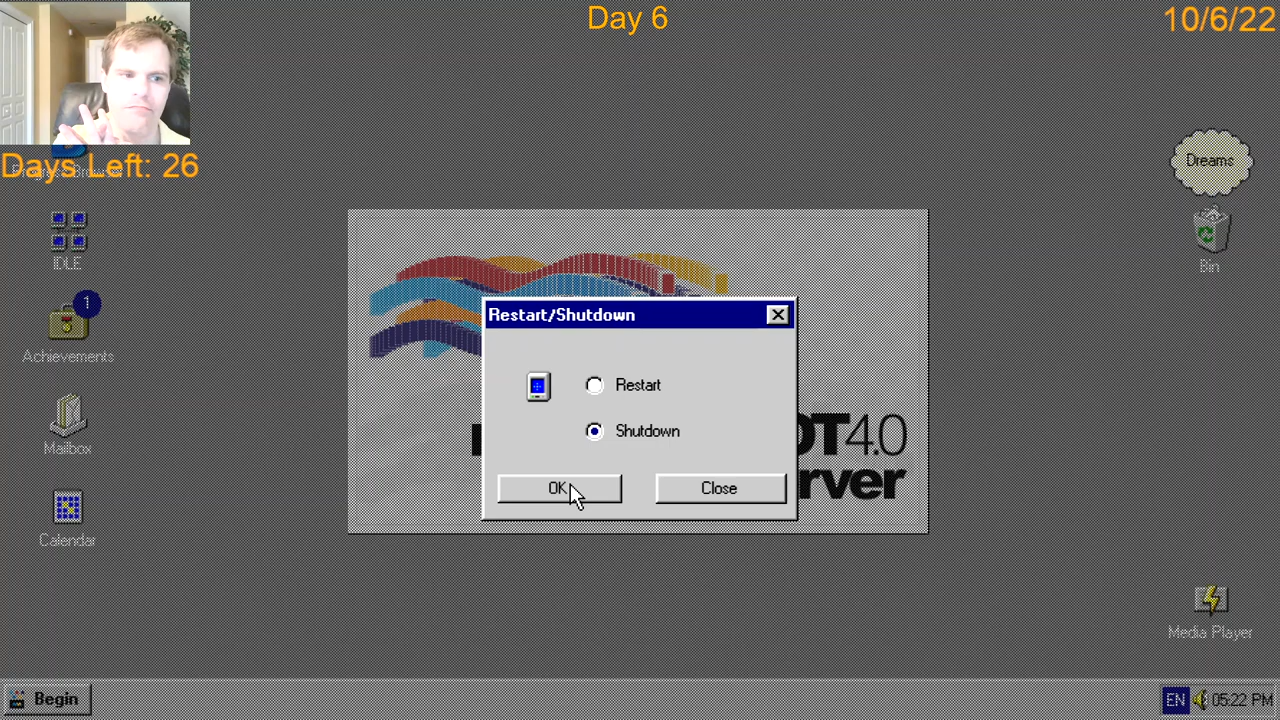 Day 6
10/6/22
Days Left: 26
Dreams
IDLE
Bin
Achievements
1
Mailbox
Calendar
Restart/Shutdown
Restart
Shutdown
OK
Close
OT4.0
rver
Media Player
Begin
EN
05:22 PM